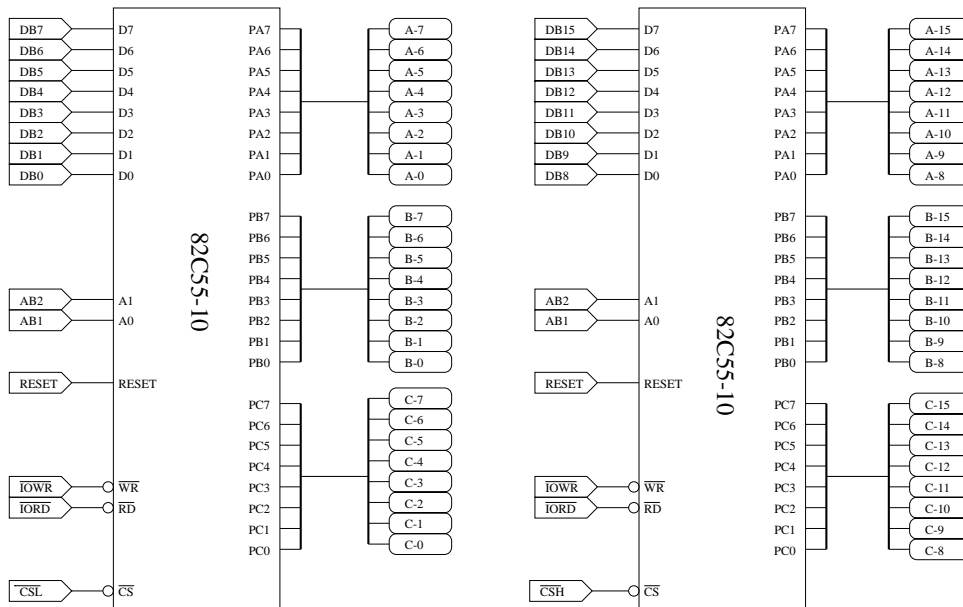 DB7 D7 PA7 A-7 DB15 D7 PA7 A-15
DB6 D6 PA6 A-6 DB14 D6 PA6 A-14
DB5 D5 PA5 A-5 DB13 D5 PA5 A-13
DB4 D4 PA4 A-4 DB12 D4 PA4 A-12
DB3 D3 PA3 A-3 DB11 D3 PA3 A-11
DB2 D2 PA2 A-2 DB10 D2 PA2 A-10
DB1 D1 PA1 A-1 DB9 D1 PA1 A-9
DB0 D0 PA0 A-0 DB8 D0 PA0 A-8
PB7 B-7 PB7 B-15
PB6 B-6 PB6 B-14
82C55-10
PB5 B-5 PB5 B-13
PB4 B-4 PB4 B-12
AB2 A1 PB3 B-3 AB2 A1 PB3 B-11
AB1 A0 PB2 B-2 AB1 A0 PB2 B-10
82C55-10
PB1 B-1 PB1 B-9
PB0 B-0 PB0 B-8
RESET RESET RESET RESET
PC7 C-7 PC7 C-15
PC6 C-6 PC6 C-14
PC5 C-5 PC5 C-13
PC4 C-4 PC4 C-12
IOWR WR PC3 C-3 IOWR WR PC3 C-11
IORD RD PC2 C-2 IORD RD PC2 C-10
PC1 C-1 PC1 C-9
PC0 C-0 PC0 C-8
CSL CS CSH CS